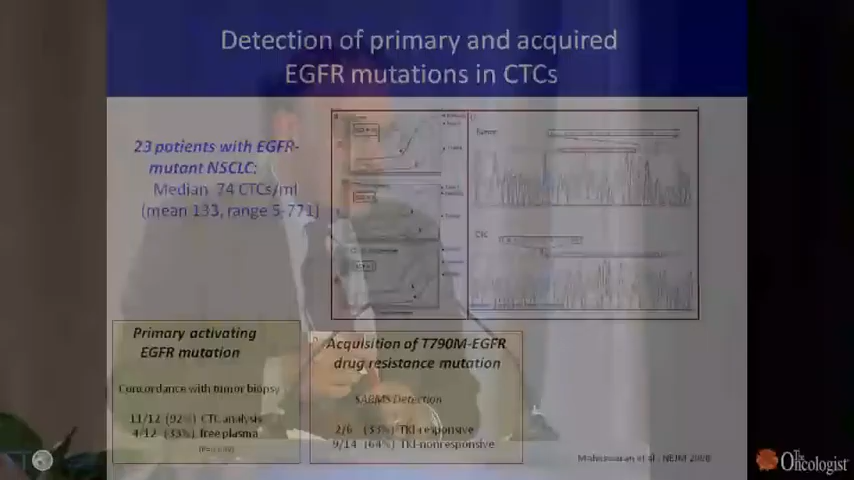 Detection of primary and acquired
EGFR mutations in CTCs
23 patients with EGFR-
mutant NSCLC:
Median 74 CTCs/ml
(mean 133, range 5-771)
Tumor
CTC
Primary activating
EGFR mutation
Concordance with tumor biopsy
11/12 (92%) CTC analysis
4/12 (33%) free plasma
Acquisition of T790M-EGFR
drug resistance mutation
SARMS Detection
2/6 (33%) TKI-responsive
9/14 (64%) TKI-nonresponsive
Maheswaran et al, NEJM 2008
The
Oncologist